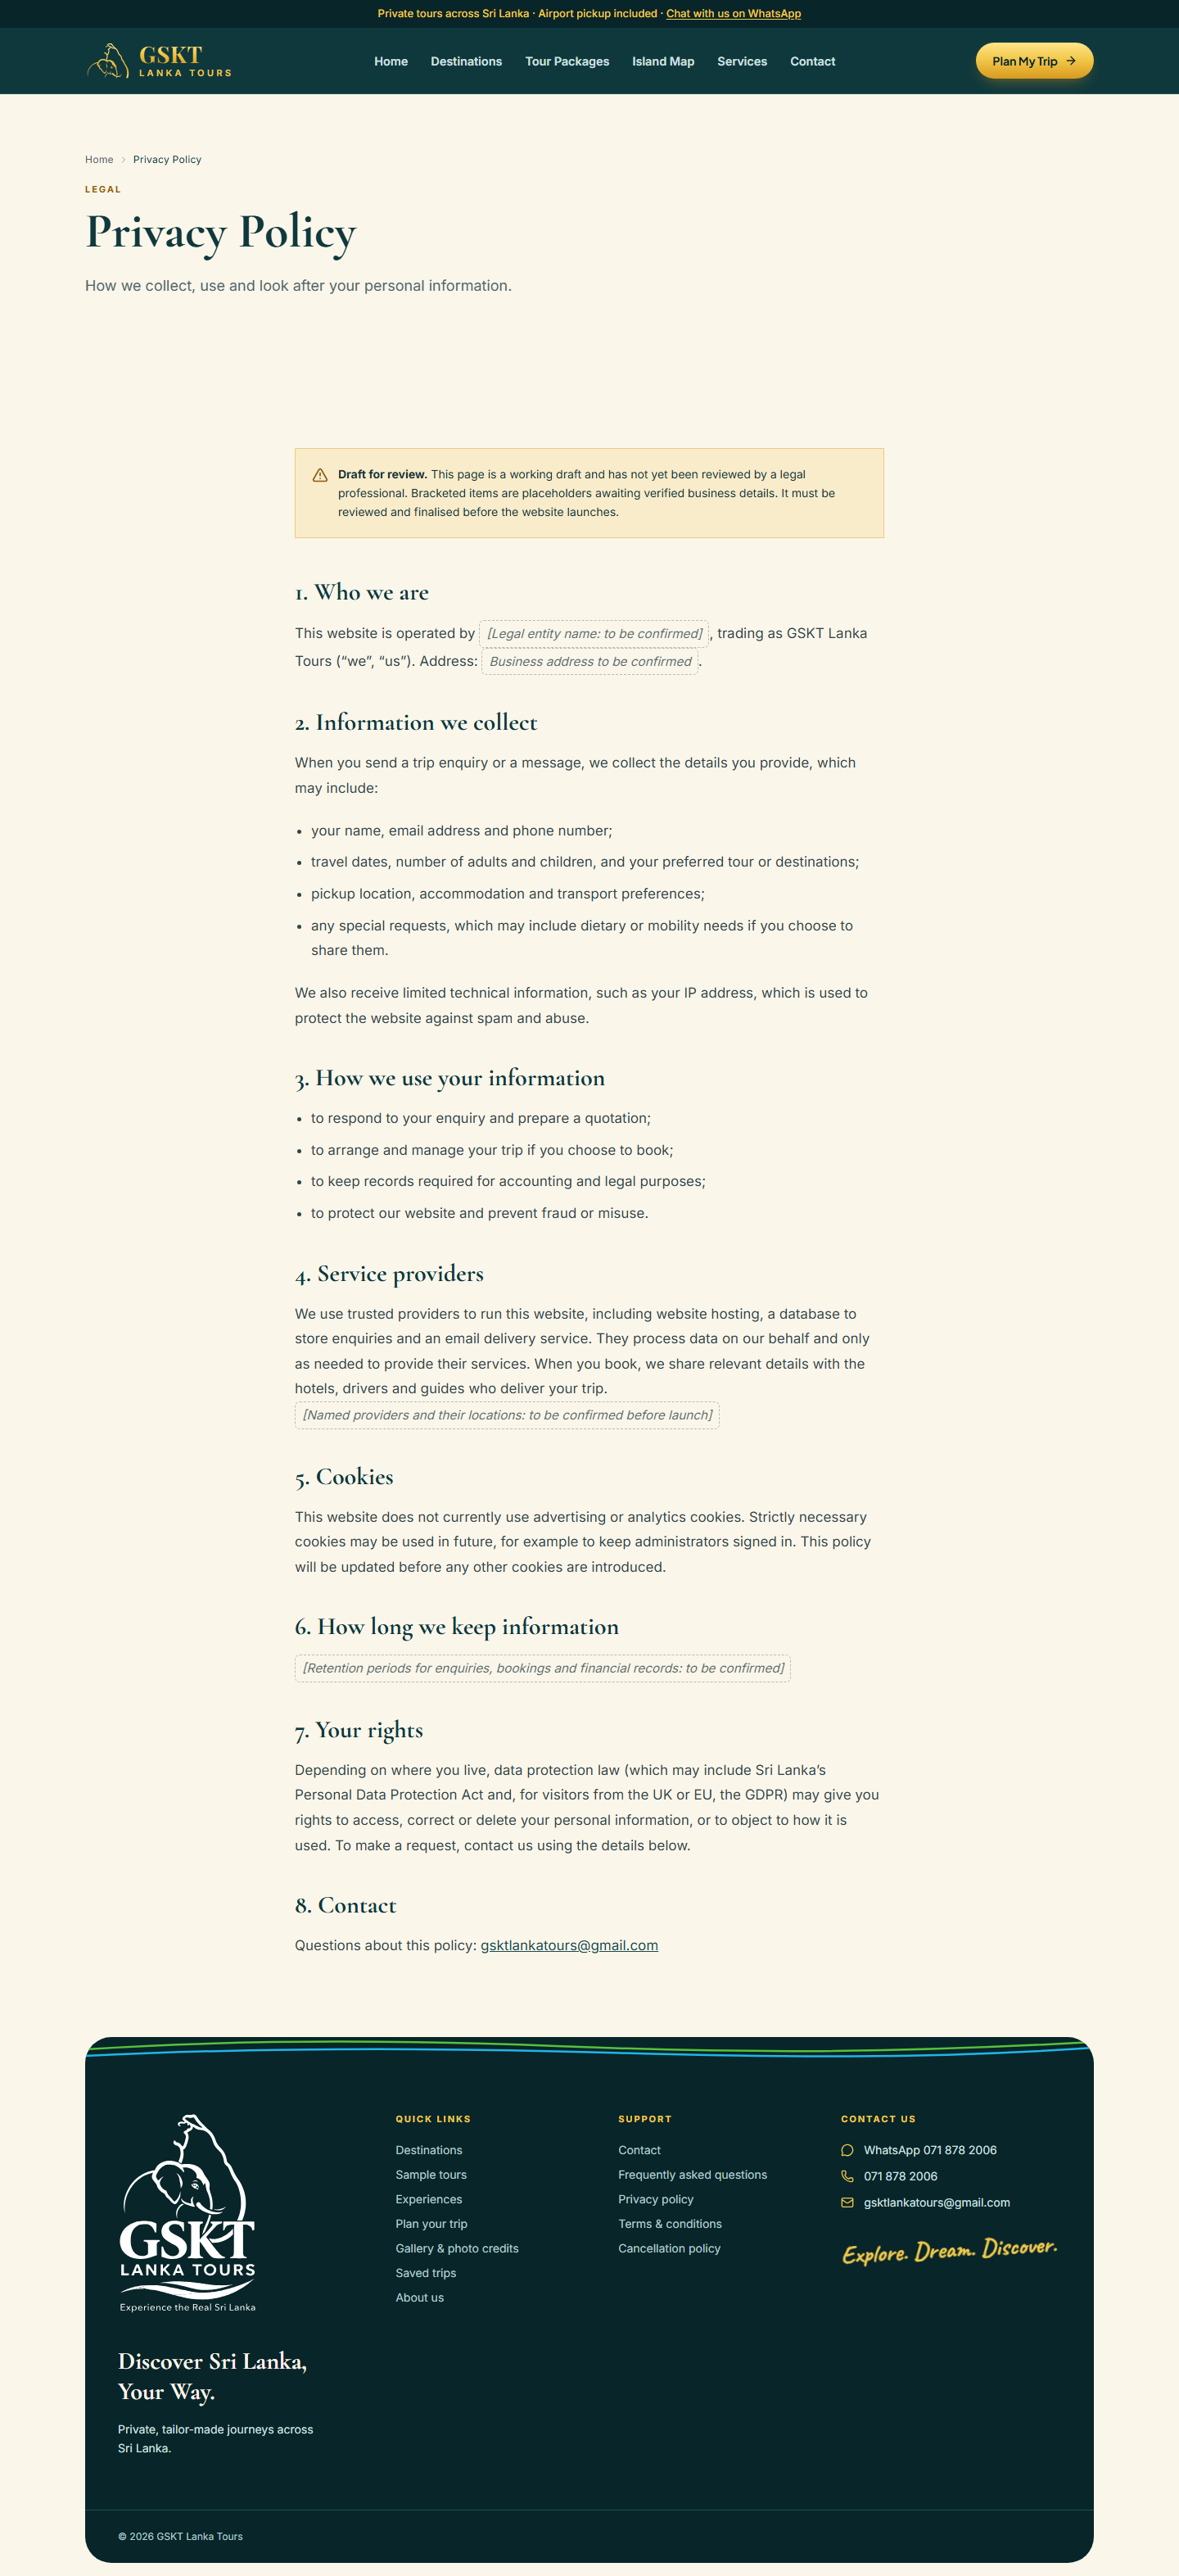 Private tours across Sri Lanka · Airport pickup included · Chat with us on WhatsApp
GSKT
LANKA TOURS
Home
Destinations
Tour Packages
Island Map
Services
Contact
Plan My Trip
Home
Privacy Policy
LEGAL
Privacy Policy
How we collect, use and look after your personal information.
Draft for review. This page is a working draft and has not yet been reviewed by a legal
professional. Bracketed items are placeholders awaiting verified business details. It must be
reviewed and finalised before the website launches.
1. Who we are
This website is operated by [Legal entity name: to be confirmed], trading as GSKT Lanka
Tours (“we”, “us”). Address: Business address to be confirmed.
2. Information we collect
When you send a trip enquiry or a message, we collect the details you provide, which
may include:
• your name, email address and phone number;
• travel dates, number of adults and children, and your preferred tour or destinations;
• pickup location, accommodation and transport preferences;
• any special requests, which may include dietary or mobility needs if you choose to
share them.
We also receive limited technical information, such as your IP address, which is used to
protect the website against spam and abuse.
3. How we use your information
• to respond to your enquiry and prepare a quotation;
• to arrange and manage your trip if you choose to book;
• to keep records required for accounting and legal purposes;
• to protect our website and prevent fraud or misuse.
4. Service providers
We use trusted providers to run this website, including website hosting, a database to
store enquiries and an email delivery service. They process data on our behalf and only
as needed to provide their services. When you book, we share relevant details with the
hotels, drivers and guides who deliver your trip.
[Named providers and their locations: to be confirmed before launch]
5. Cookies
This website does not currently use advertising or analytics cookies. Strictly necessary
cookies may be used in future, for example to keep administrators signed in. This policy
will be updated before any other cookies are introduced.
6. How long we keep information
[Retention periods for enquiries, bookings and financial records: to be confirmed]
7. Your rights
Depending on where you live, data protection law (which may include Sri Lanka’s
Personal Data Protection Act and, for visitors from the UK or EU, the GDPR) may give you
rights to access, correct or delete your personal information, or to object to how it is
used. To make a request, contact us using the details below.
8. Contact
Questions about this policy: gsktlankatours@gmail.com
GSKT
LANKA TOURS
Experience the Real Sri Lanka
Discover Sri Lanka,
Your Way.
Private, tailor-made journeys across
Sri Lanka.
QUICK LINKS
Destinations
Sample tours
Experiences
Plan your trip
Gallery & photo credits
Saved trips
About us
SUPPORT
Contact
Frequently asked questions
Privacy policy
Terms & conditions
Cancellation policy
CONTACT US
WhatsApp 071 878 2006
071 878 2006
gsktlankatours@gmail.com
Explore. Dream. Discover.
© 2026 GSKT Lanka Tours